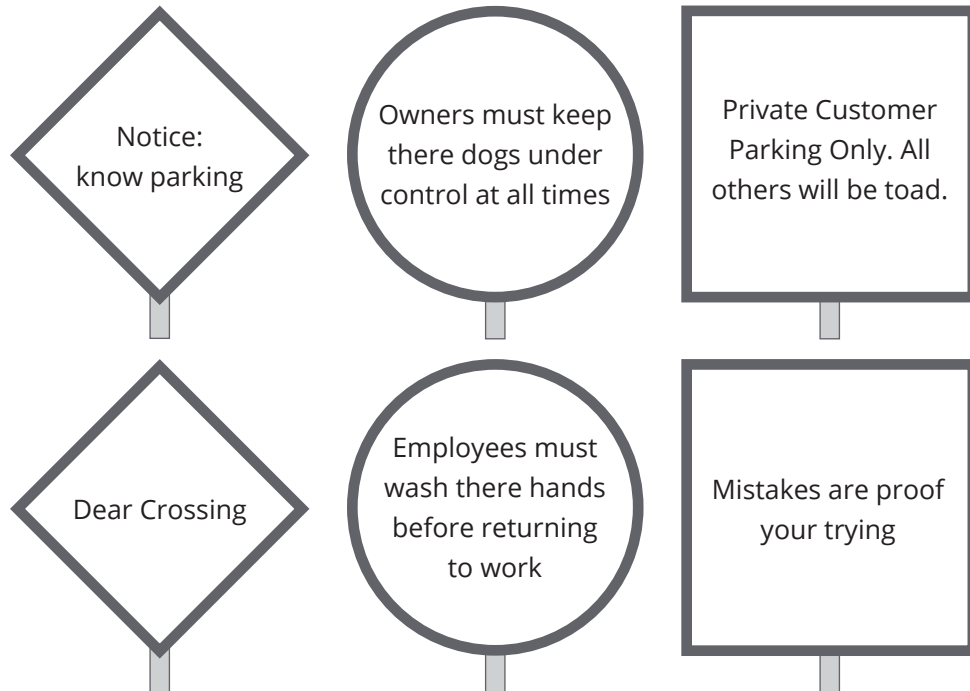 Notice:
know parking
Owners must keep
there dogs under
control at all times
Private Customer
Parking Only. All
others will be toad.
Dear Crossing
Employees must
wash there hands
before returning
to work
Mistakes are proof
your trying